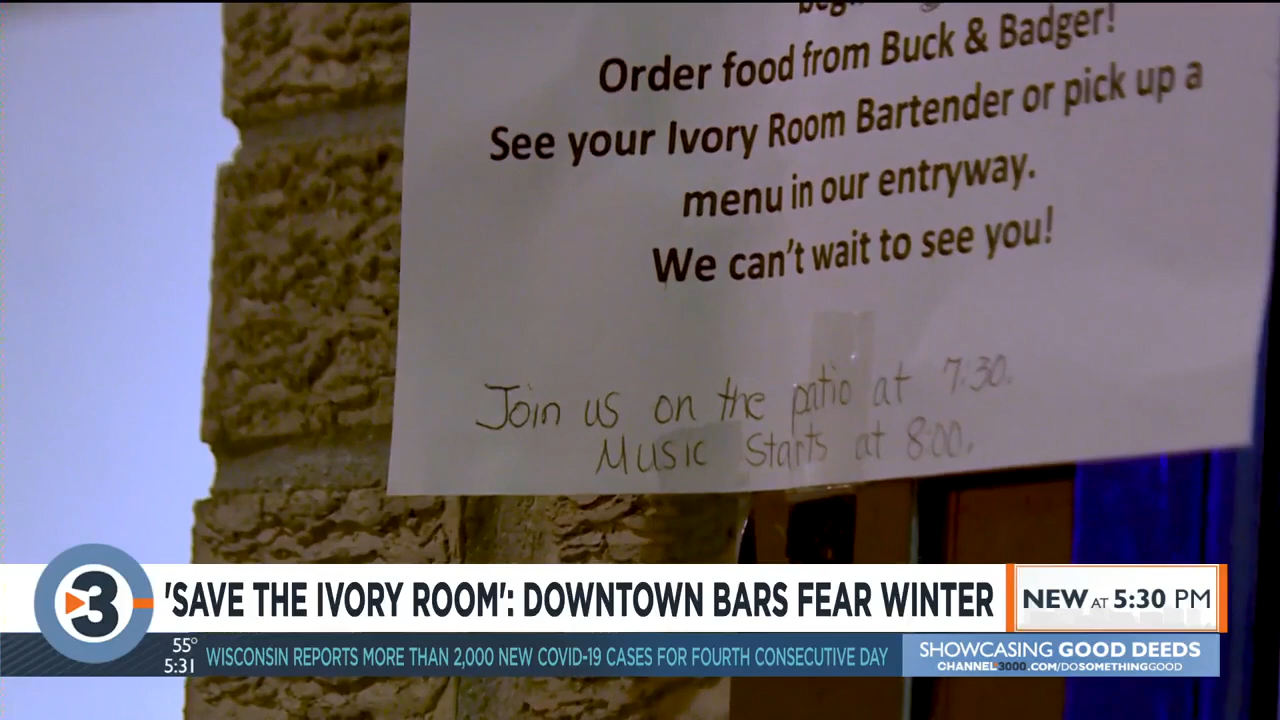 Order food from Buck & Badger!
See your Ivory Room Bartender or pick up a
menu in our entryway.
We can't wait to see you!
Join us on the patio at 7:30.
Music Starts at 8:00.
3
'SAVE THE IVORY ROOM': DOWNTOWN BARS FEAR WINTER
NEW AT 5:30 PM
55°
5:31
WISCONSIN REPORTS MORE THAN 2,000 NEW COVID-19 CASES FOR FOURTH CONSECUTIVE DAY
SHOWCASING GOOD DEEDS
CHANNEL3000.COM/DOSOMETHINGGOOD